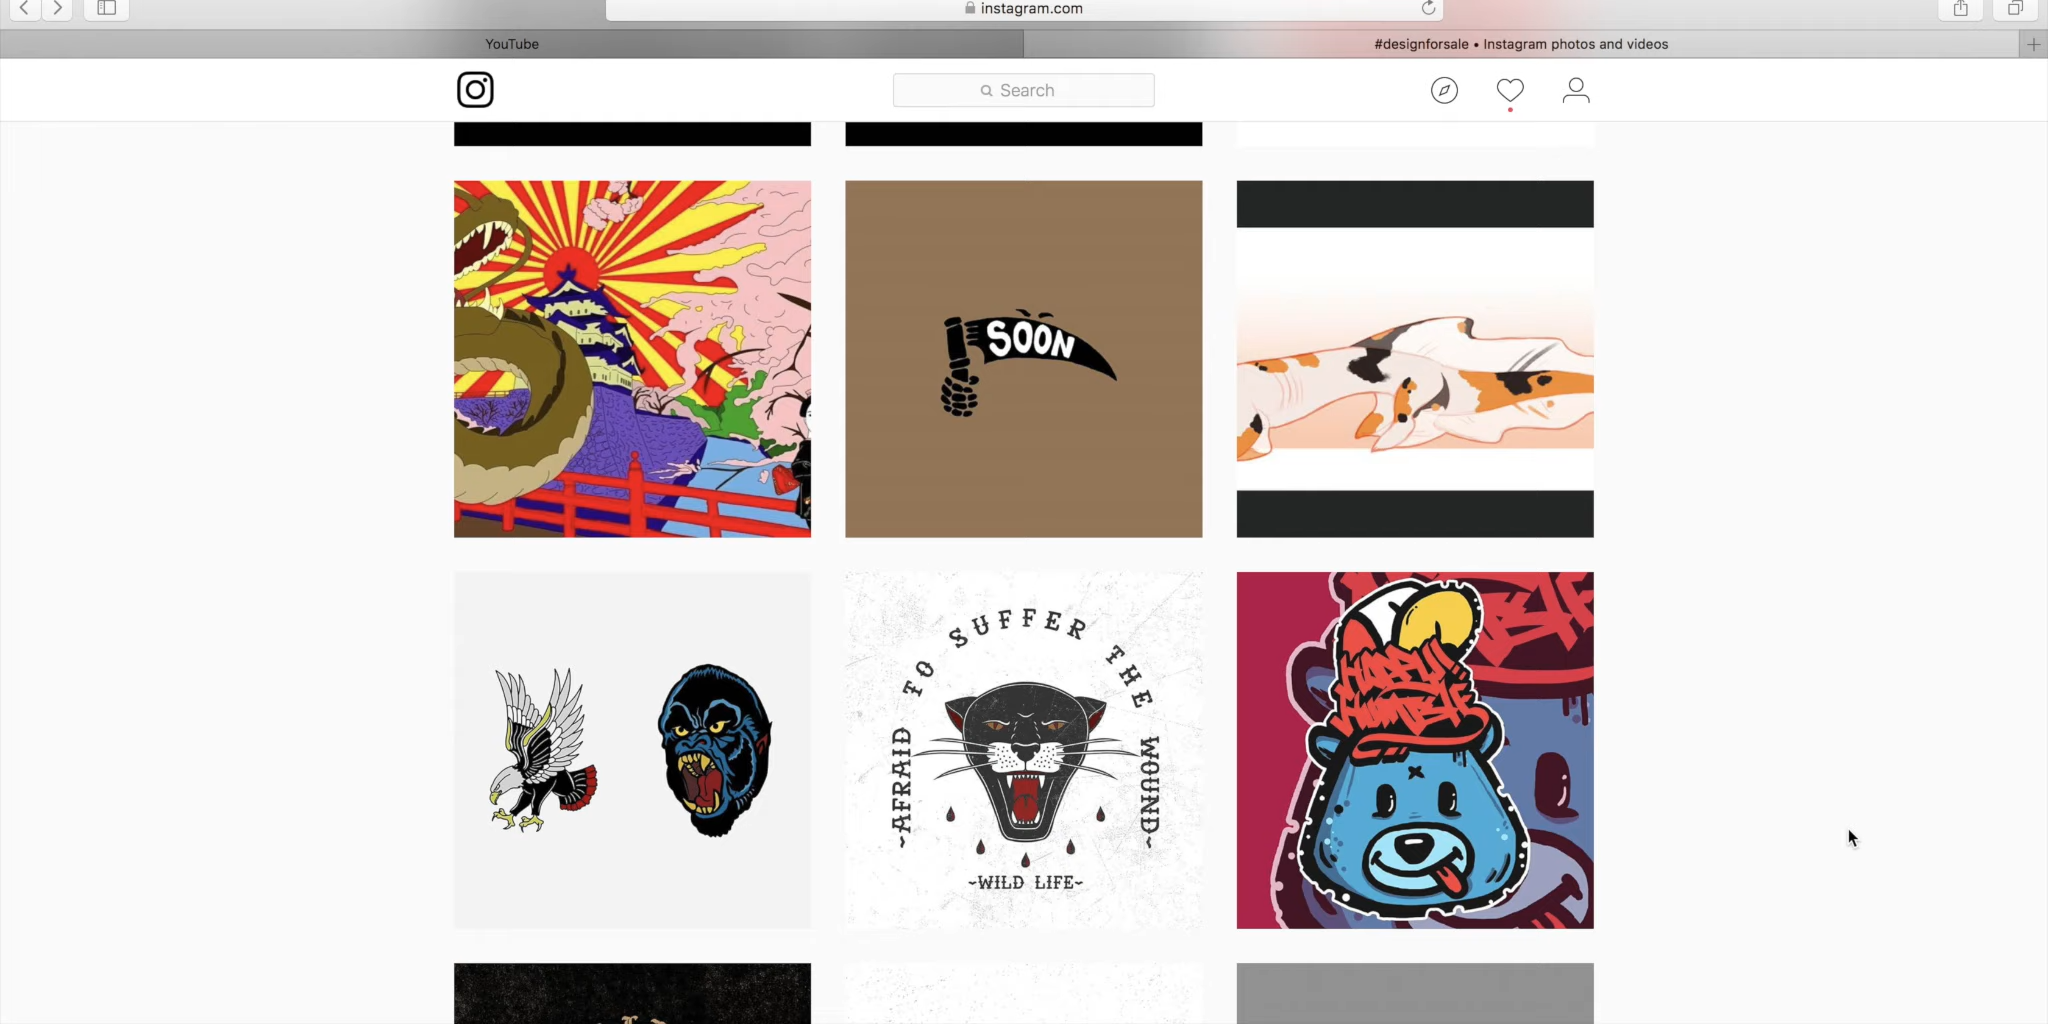 instagram.com
YouTube
#designforsale • Instagram photos and videos
Search
SOON
~AFRAID TO SUFFER THE WOUND~
~WILD LIFE~